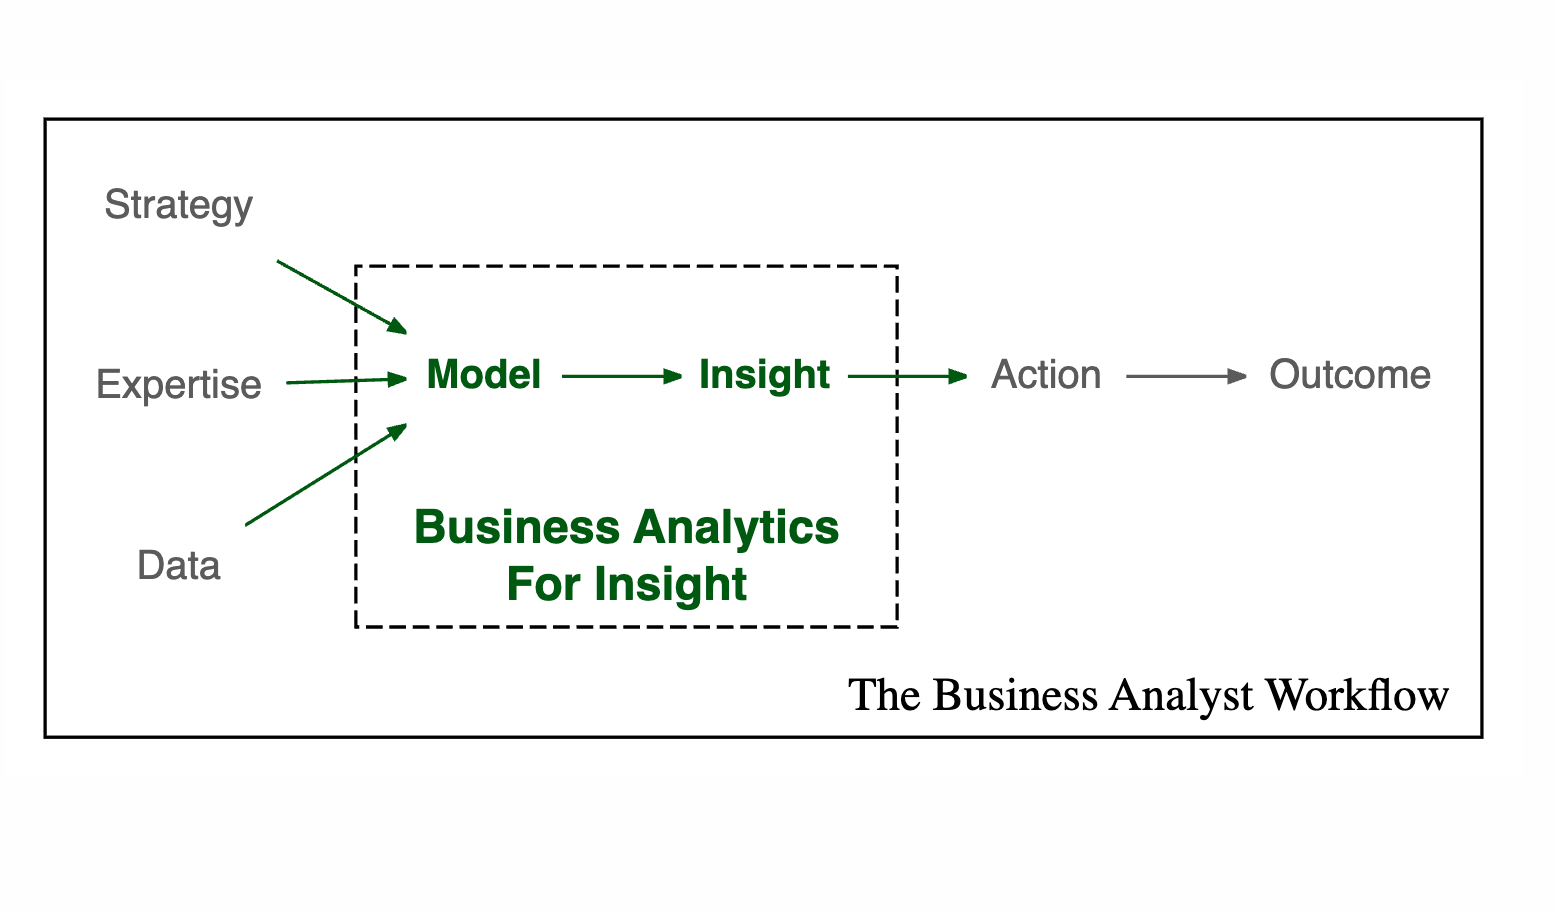 Strategy
Expertise
Data
Model
Insight
Action
Outcome
Business Analytics
For Insight
The Business Analyst Workflow